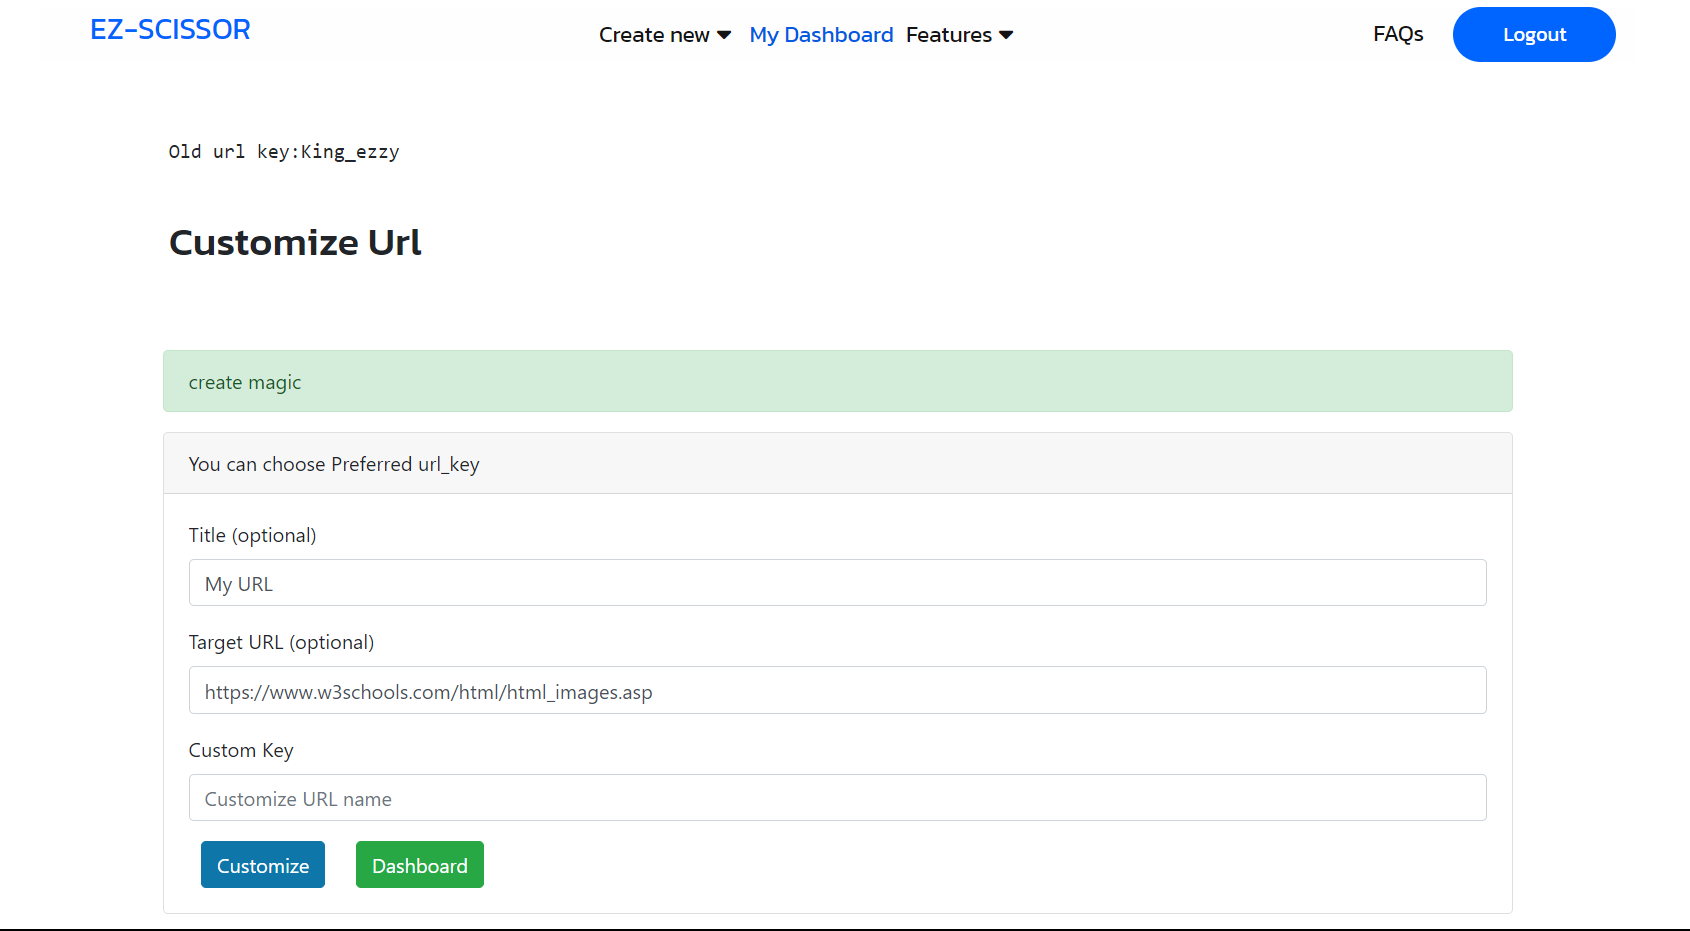 EZ-SCISSOR
Create new My Dashboard Features
FAQs Logout
Old url key:King_ezzy
Customize Url
create magic
You can choose Preferred url_key
Title (optional)
My URL
Target URL (optional)
https://www.w3schools.com/html/html_images.asp
Custom Key
Customize URL name
Customize Dashboard